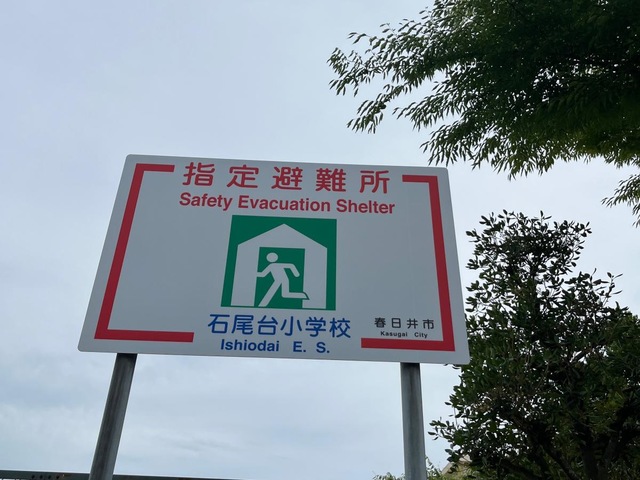 指定避難所
Safety Evacuation Shelter
石尾台小学校
Ishiodai E. S.
春日井市
Kasugai City